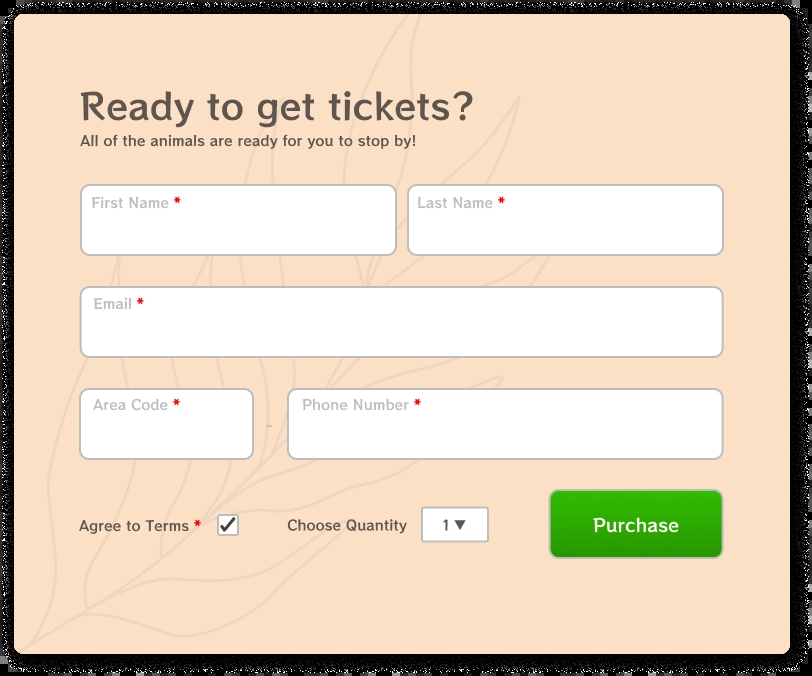 Ready to get tickets?
All of the animals are ready for you to stop by!
First Name * Last Name *
Email *
Area Code * - Phone Number *
Agree to Terms * Choose Quantity 1 ▼ Purchase